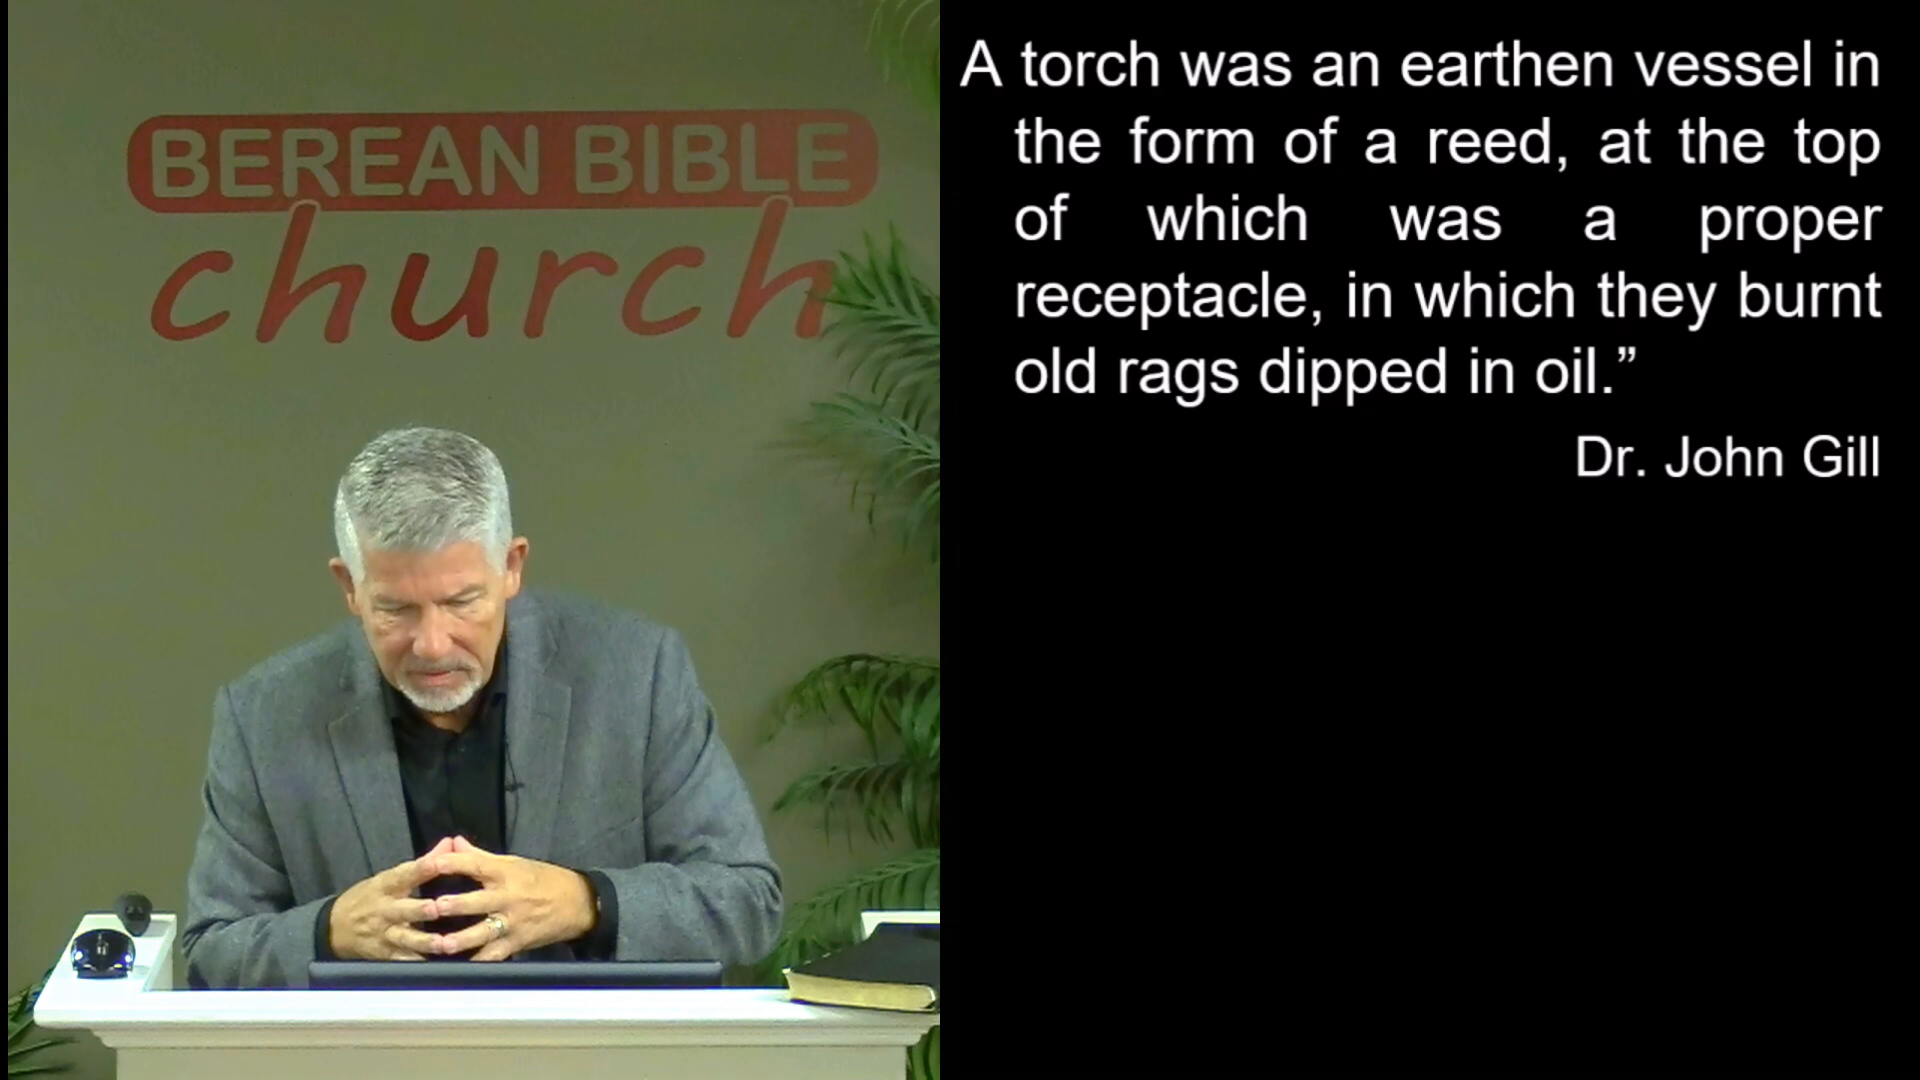 BEREAN BIBLE
church
A torch was an earthen vessel in
the form of a reed, at the top
of which was a proper
receptacle, in which they burnt
old rags dipped in oil.”
Dr. John Gill